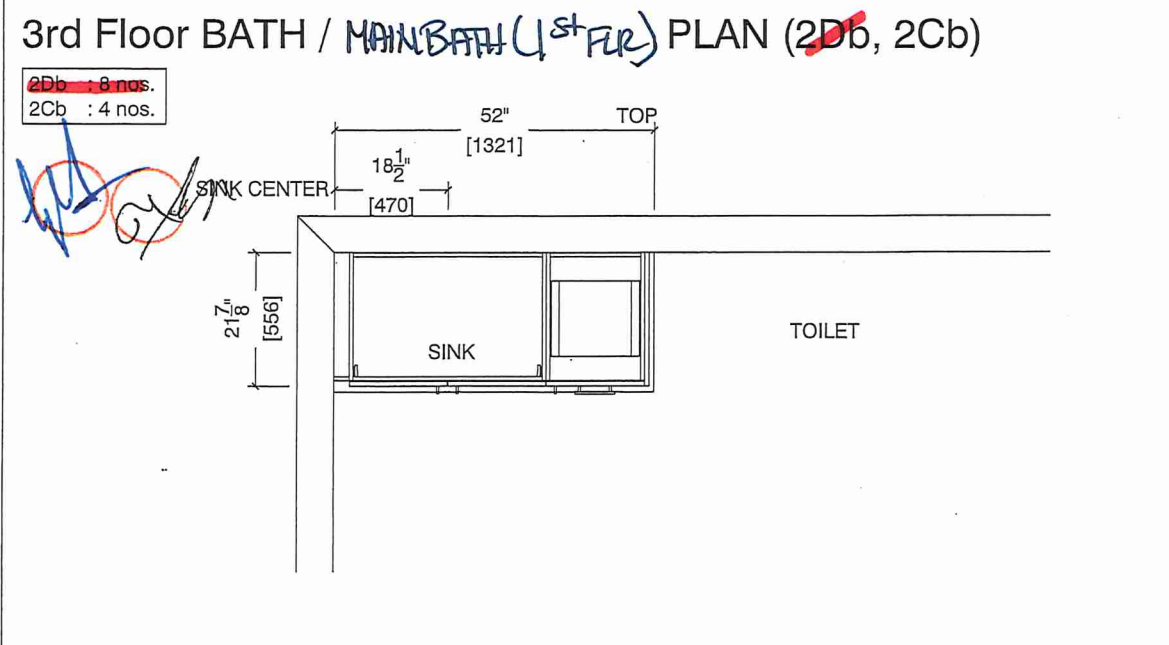 3rd Floor BATH / MAIN BATH (1st FLR) PLAN (2Db, 2Cb)
2Db : 8 nos.
2Cb : 4 nos.
52" TOP
[1321]
18 1/2"
SINK CENTER
[470]
21 7/8"
[556]
SINK
TOILET